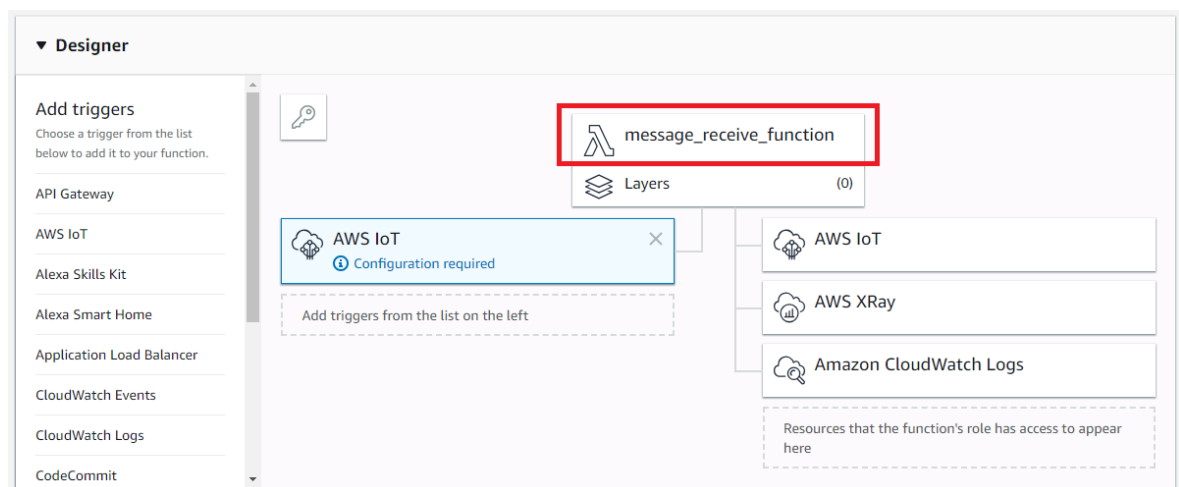 Designer
Add triggers
Choose a trigger from the list
below to add it to your function.
API Gateway
AWS IoT
Alexa Skills Kit
Alexa Smart Home
Application Load Balancer
CloudWatch Events
CloudWatch Logs
CodeCommit
message_receive_function
Layers (0)
AWS IoT
Configuration required
Add triggers from the list on the left
AWS IoT
AWS XRay
Amazon CloudWatch Logs
Resources that the function's role has access to appear
here